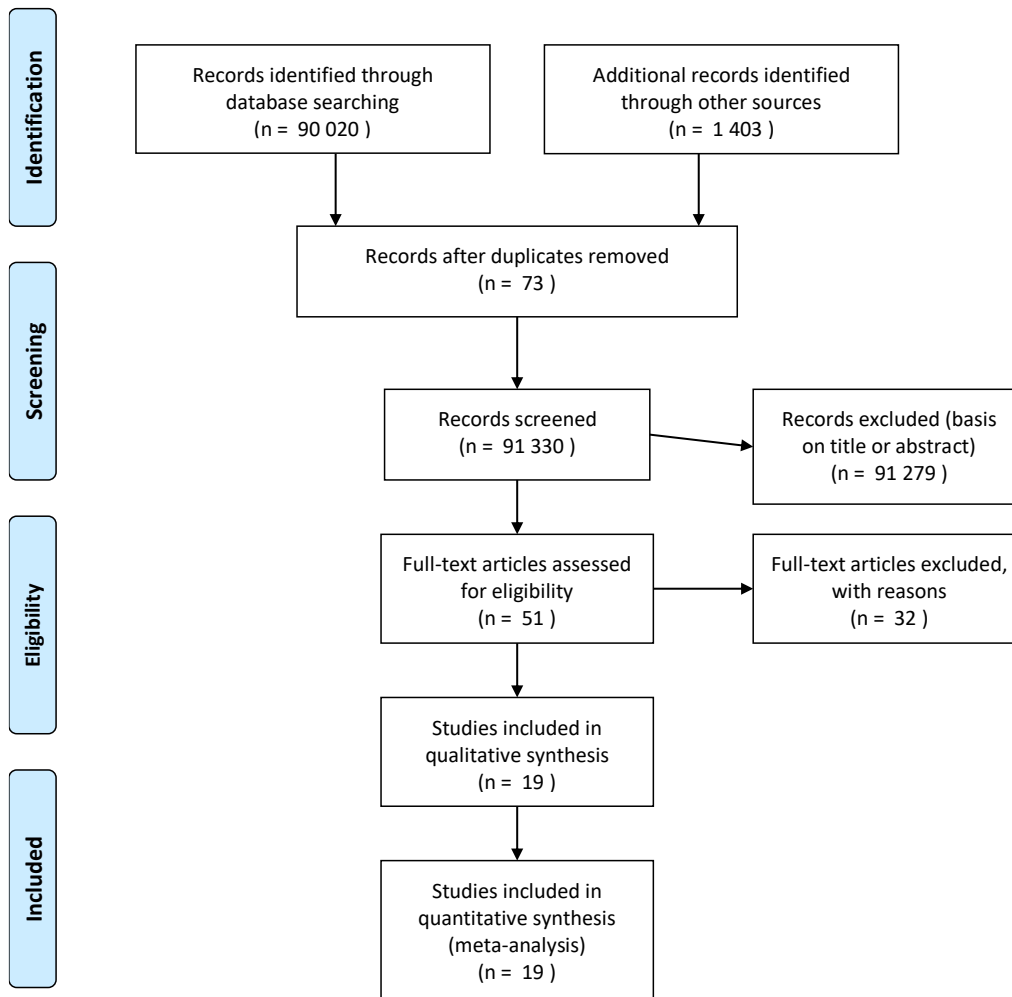 Identification
Records identified through
database searching
(n = 90 020 )
Additional records identified
through other sources
(n = 1 403 )
Records after duplicates removed
(n = 73 )
Screening
Records screened
(n = 91 330 )
Records excluded (basis
on title or abstract)
(n = 91 279 )
Eligibility
Full-text articles assessed
for eligibility
(n = 51 )
Full-text articles excluded,
with reasons
(n = 32 )
Studies included in
qualitative synthesis
(n = 19 )
Included
Studies included in
quantitative synthesis
(meta-analysis)
(n = 19 )